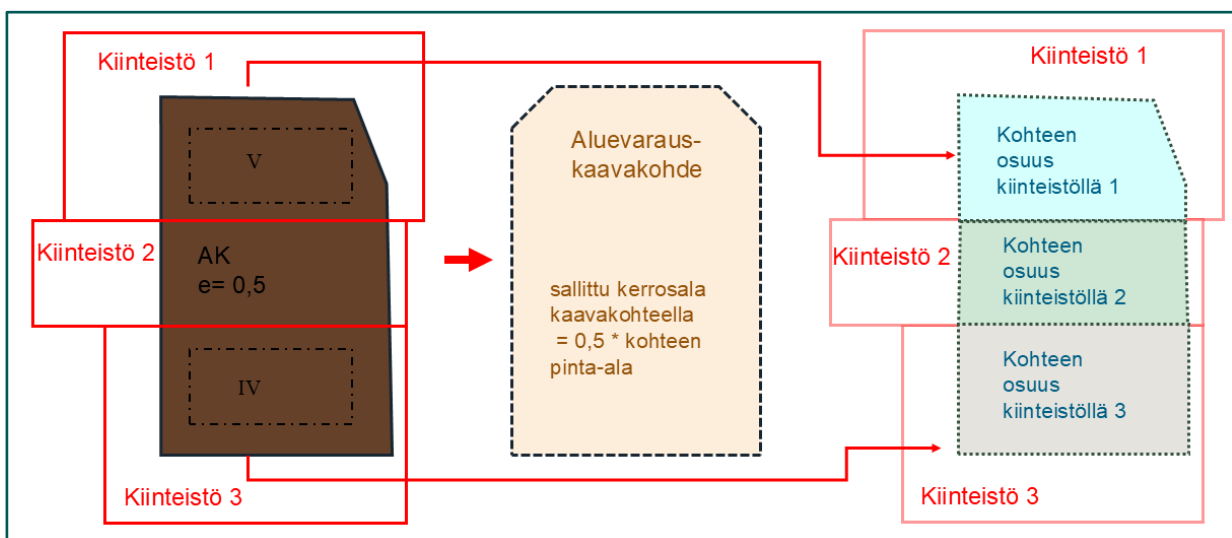 Kiinteistö 1
V
Kiinteistö 2
AK
e= 0,5
IV
Kiinteistö 3
Aluevaraus-
kaavakohde
sallittu kerrosala
kaavakohteella
= 0,5 * kohteen
pinta-ala
Kiinteistö 1
Kohteen
osuus
kiinteistöllä 1
Kiinteistö 2
Kohteen
osuus
kiinteistöllä 2
Kohteen
osuus
kiinteistöllä 3
Kiinteistö 3